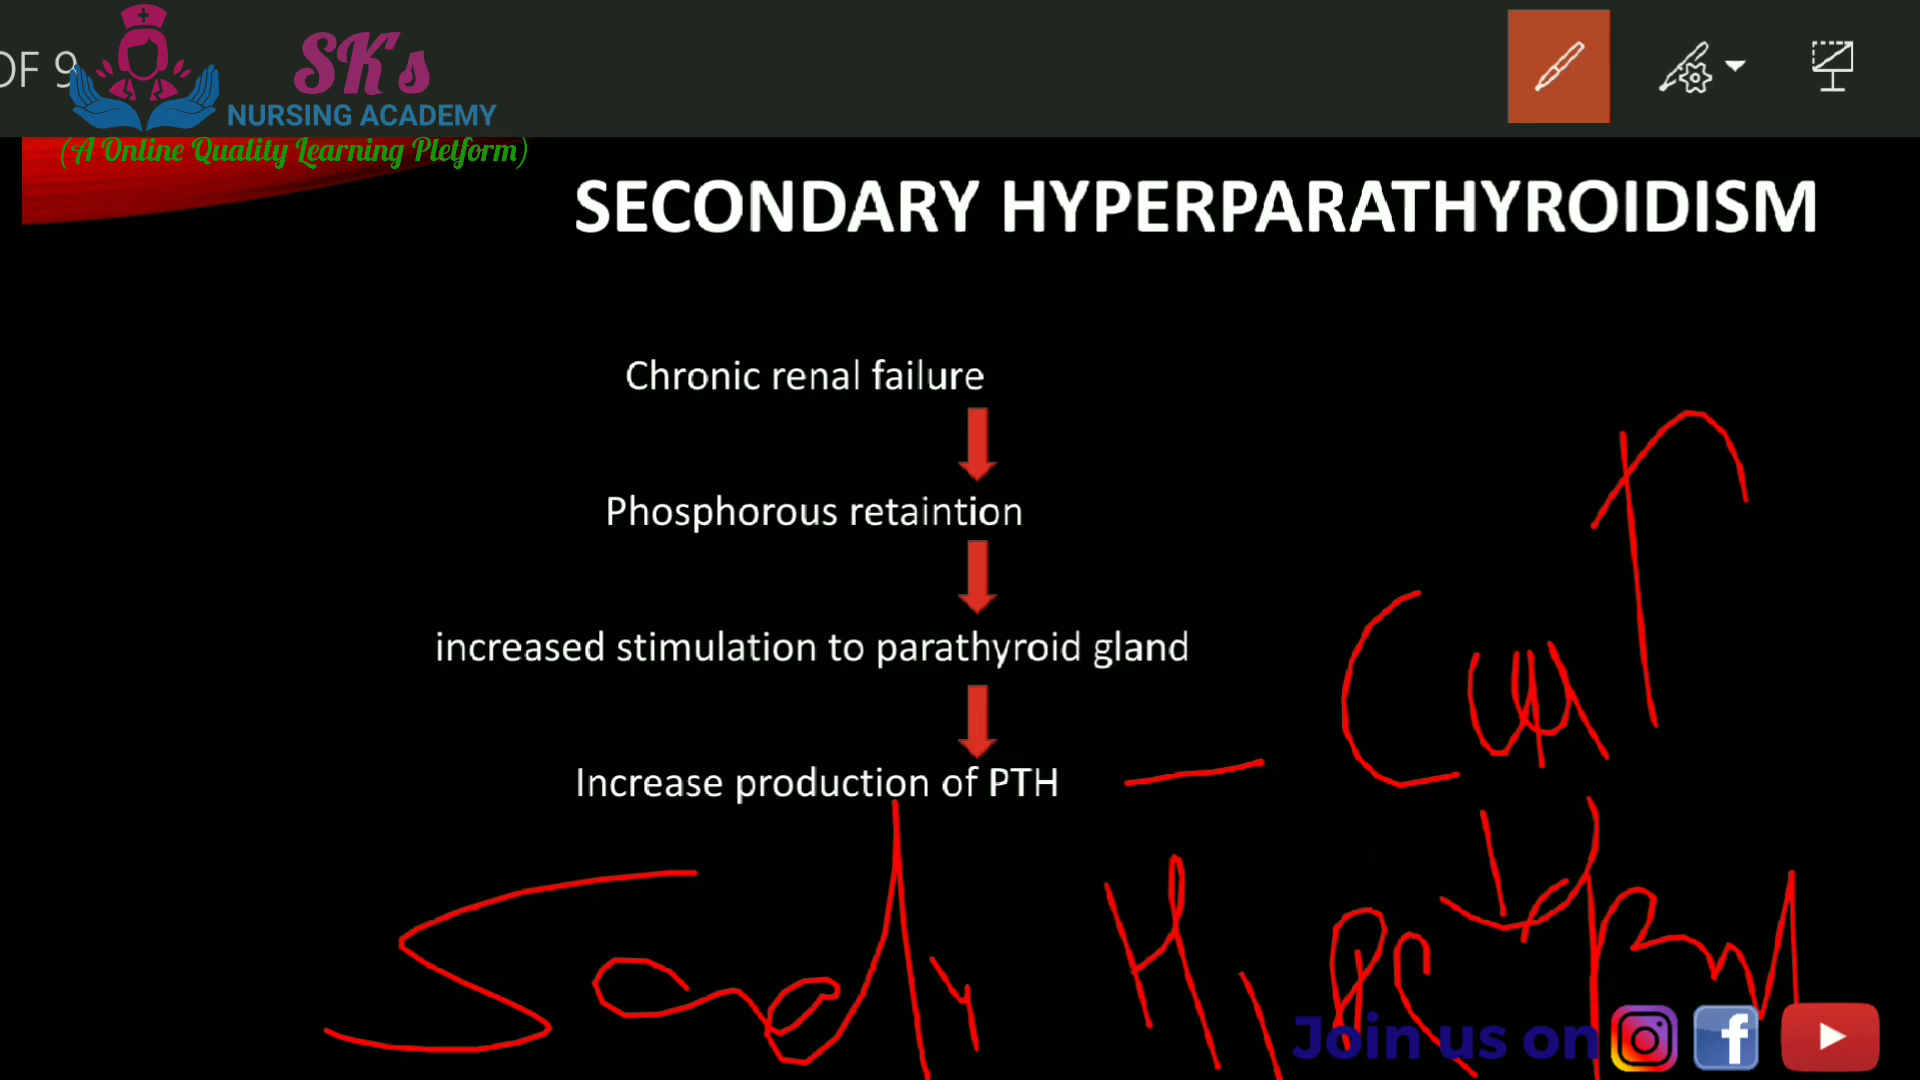 OF 9
SK's
NURSING ACADEMY
(A Online Quality Learning Pletform)
SECONDARY HYPERPARATHYROIDISM
Chronic renal failure
Phosphorous retaintion
increased stimulation to parathyroid gland
Increase production of PTH
Join us on